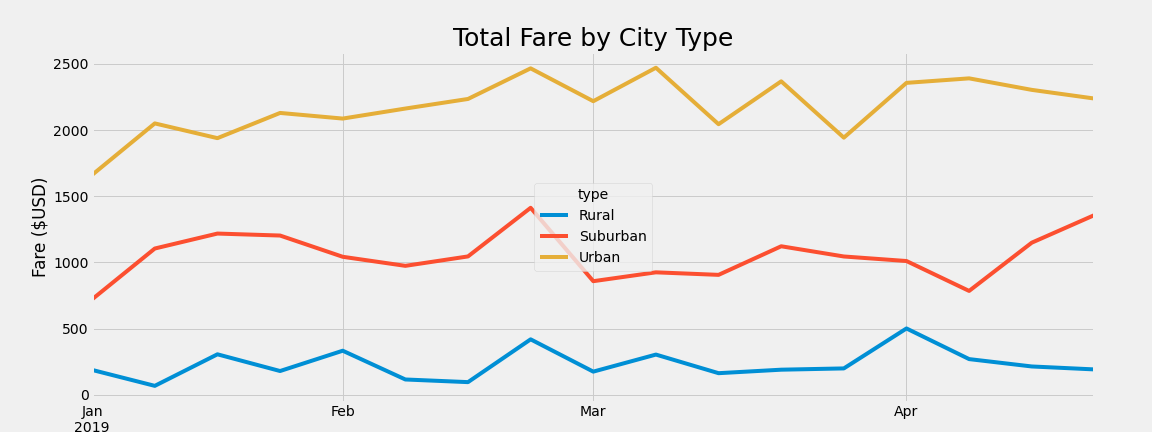 Total Fare by City Type
Fare ($USD)
2500
2000
1500
1000
500
0
type
Rural
Suburban
Urban
Jan Feb Mar Apr
2019